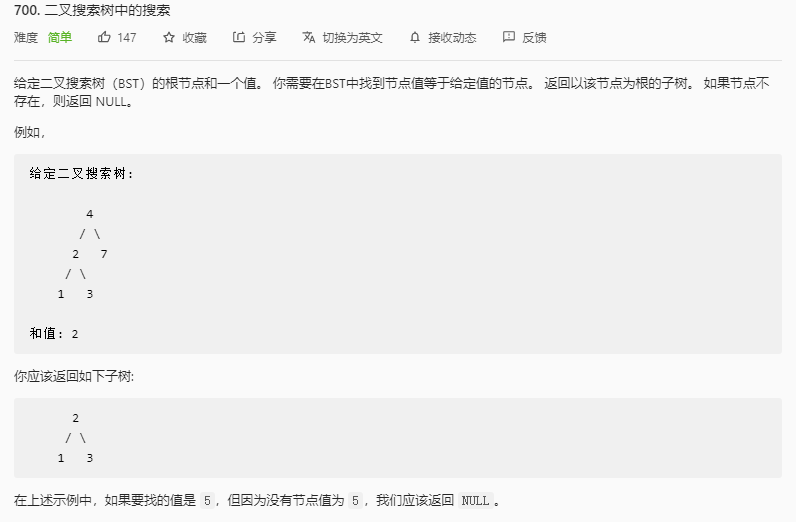 700. 二叉搜索树中的搜索
难度 简单 147 收藏 分享 切换为英文 接收动态 反馈
给定二叉搜索树（BST）的根节点和一个值。 你需要在BST中找到节点值等于给定值的节点。 返回以该节点为根的子树。 如果节点不
存在，则返回 NULL。
例如，
给定二叉搜索树:
4
/ \
2 7
/ \
1 3
和值: 2
你应该返回如下子树:
2
/ \
1 3
在上述示例中，如果要找的值是 5，但因为没有节点值为 5，我们应该返回 NULL。